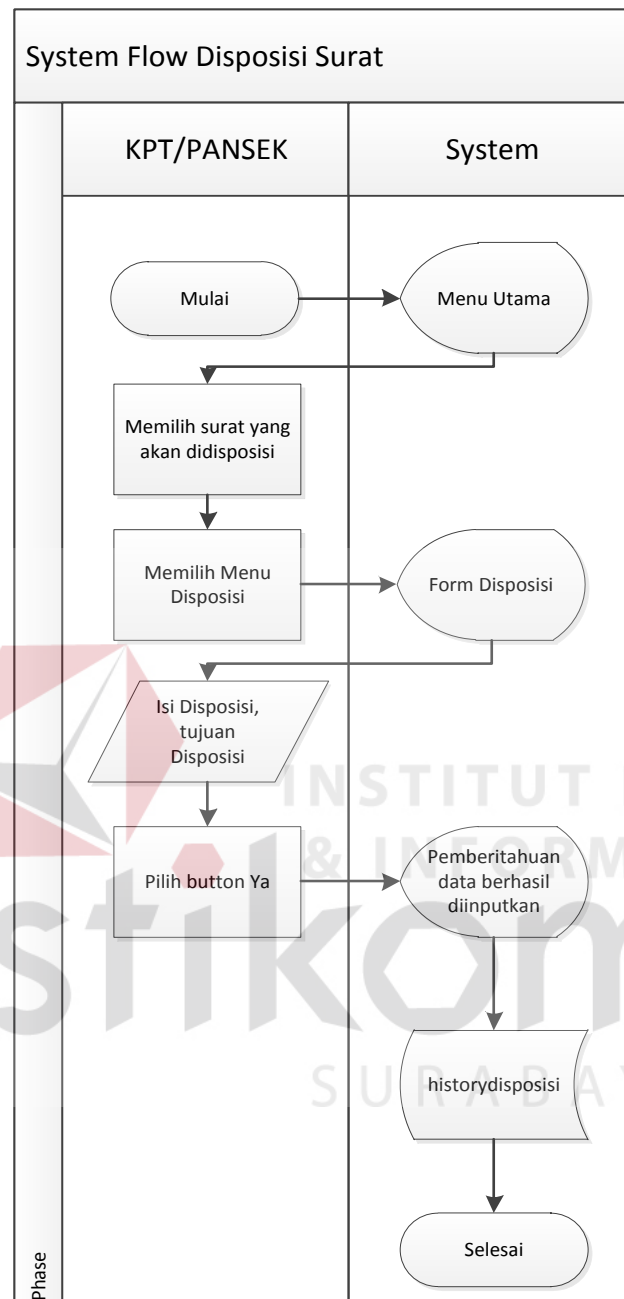 System Flow Disposisi Surat
KPT/PANSEK
System
Mulai
Menu Utama
Memilih surat yang
akan didisposisi
Memilih Menu
Disposisi
Form Disposisi
Isi Disposisi,
tujuan
Disposisi
Pilih button Ya
Pemberitahuan
data berhasil
diinputkan
historydisposisi
Selesai
Phase
INSTITUT
& INFORM
stikom
SURABAY